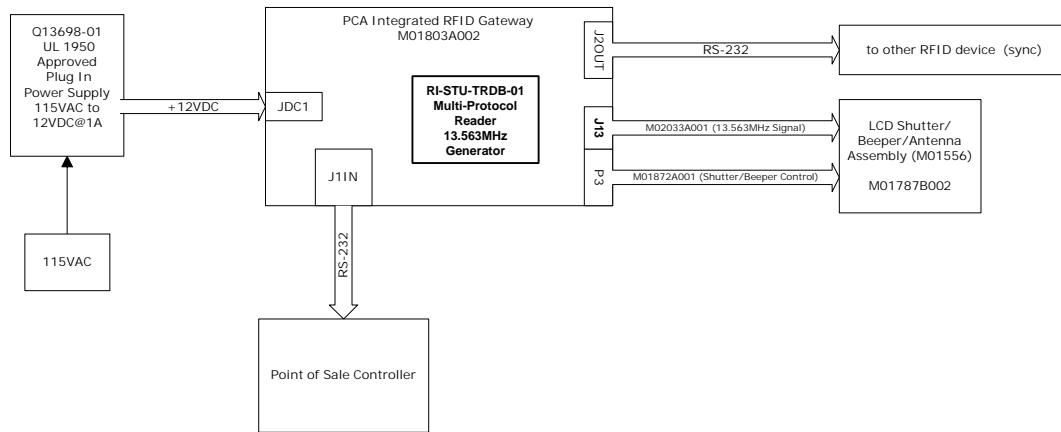 Q13698-01
UL 1950
Approved
Plug In
Power Supply
115VAC to
12VDC@1A
+12VDC
115VAC
PCA Integrated RFID Gateway
M01803A002
JDC1
RI-STU-TRDB-01
Multi-Protocol
Reader
13.563MHz
Generator
J1IN
J2OUT
J13
P3
RS-232
to other RFID device (sync)
M02033A001 (13.563MHz Signal)
M01872A001 (Shutter/Beeper Control)
LCD Shutter/
Beeper/Antenna
Assembly (M01556)
M01787B002
RS-232
Point of Sale Controller